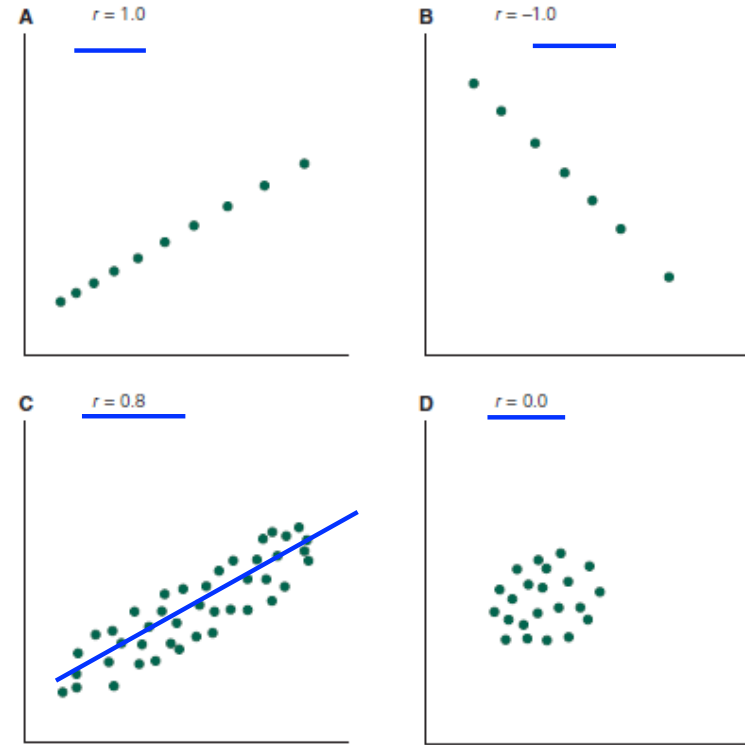 A r = 1.0
B r = –1.0
C r = 0.8
D r = 0.0